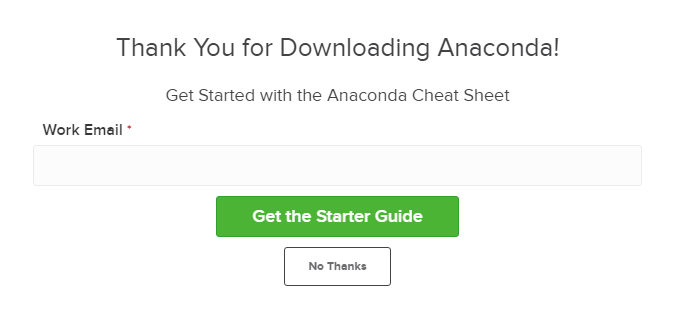 Thank You for Downloading Anaconda!
Get Started with the Anaconda Cheat Sheet
Work Email *
Get the Starter Guide
No Thanks